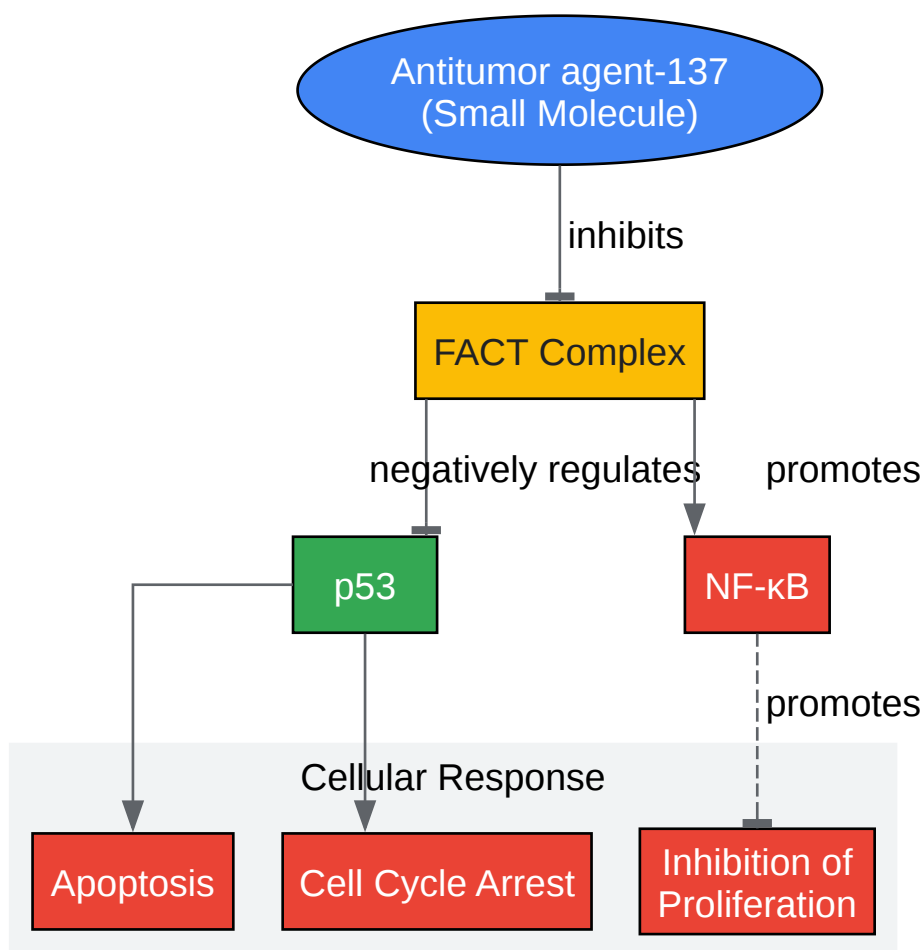 Antitumor agent-137
(Small Molecule)
inhibits
FACT Complex
negatively regulates
promotes
p53
NF-κB
promotes
Cellular Response
Apoptosis
Cell Cycle Arrest
Inhibition of
Proliferation